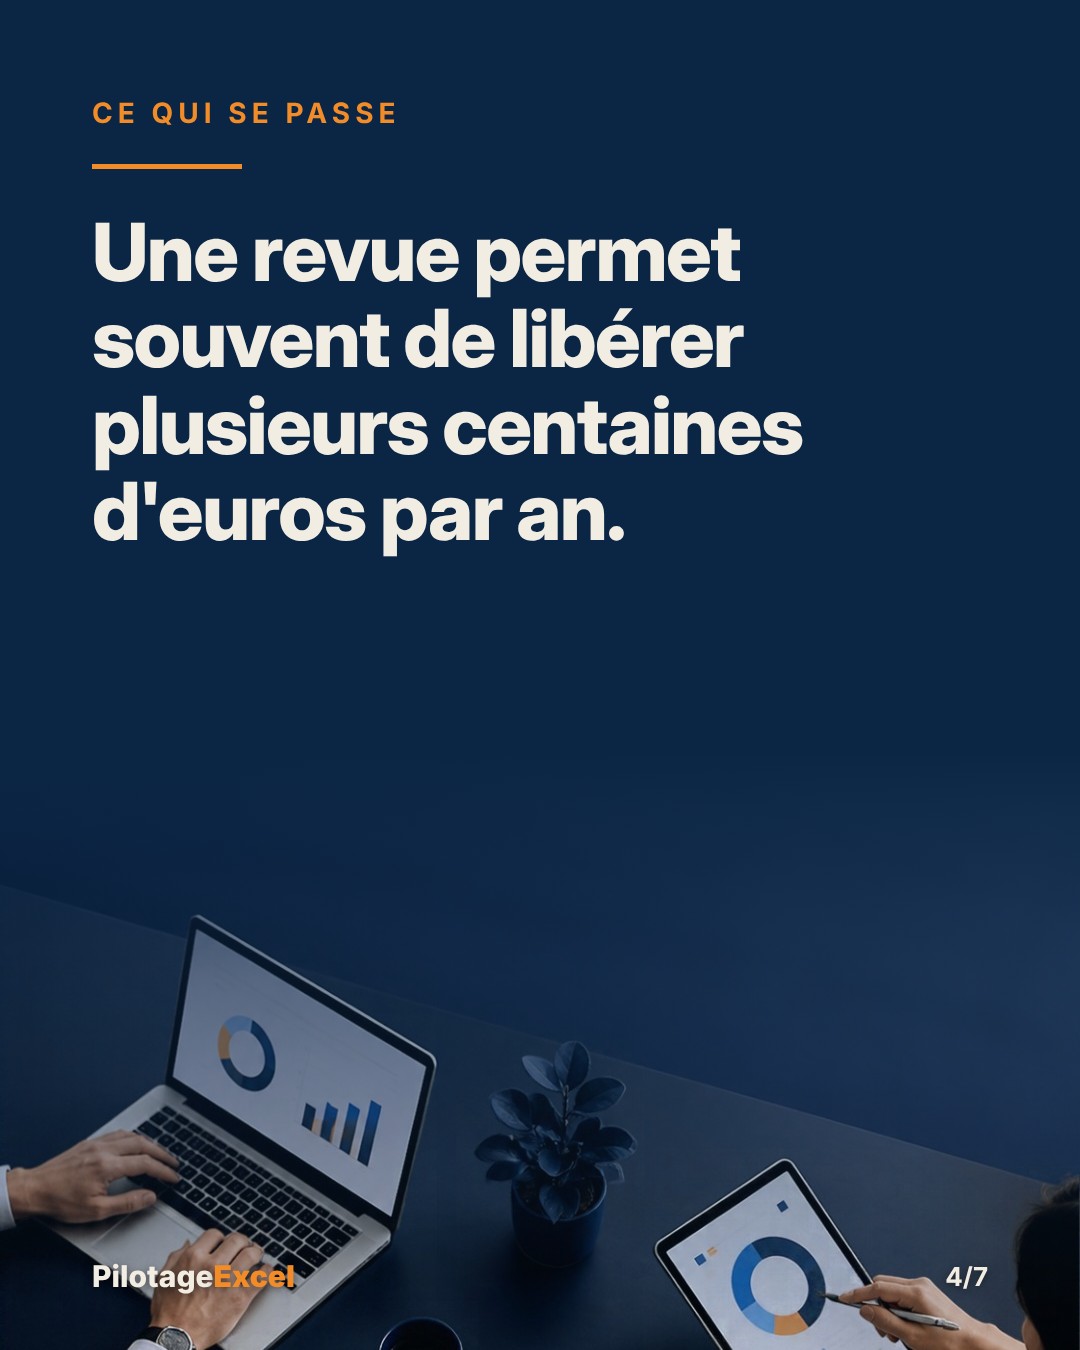 CE QUI SE PASSE
Une revue permet
souvent de libérer
plusieurs centaines
d'euros par an.
PilotageExcel
4/7